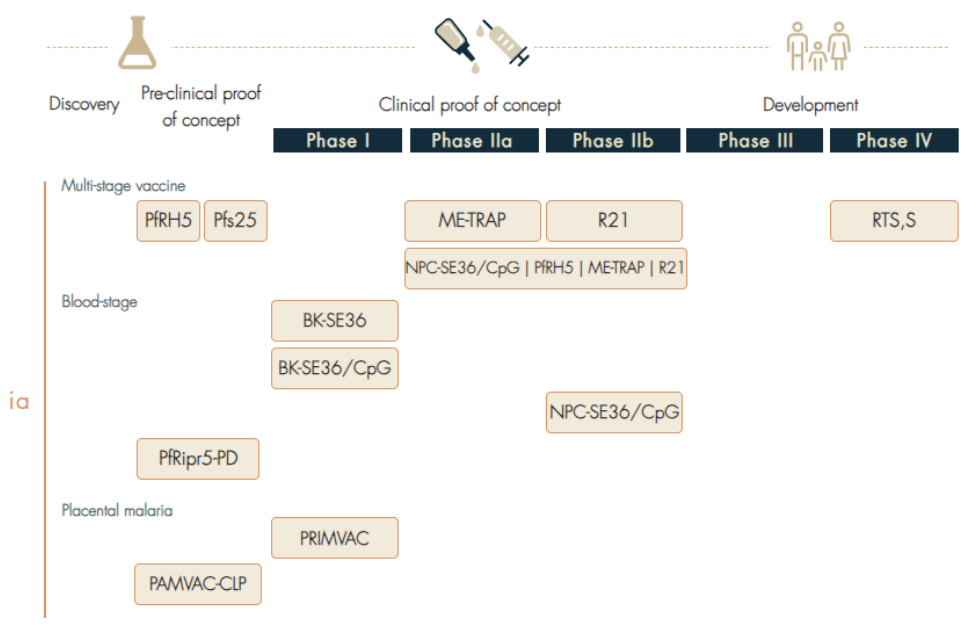 Discovery
Pre-clinical proof
of concept
Clinical proof of concept
Development
Phase I
Phase IIa
Phase IIb
Phase III
Phase IV
Multi-stage vaccine
PfRH5
Pfs25
ME-TRAP
R21
RTS,S
NPC-SE36/CpG | PfRH5 | ME-TRAP | R21
Blood-stage
BK-SE36
BK-SE36/CpG
ia
NPC-SE36/CpG
PfRipr5-PD
Placental malaria
PRIMVAC
PAMVAC-CLP